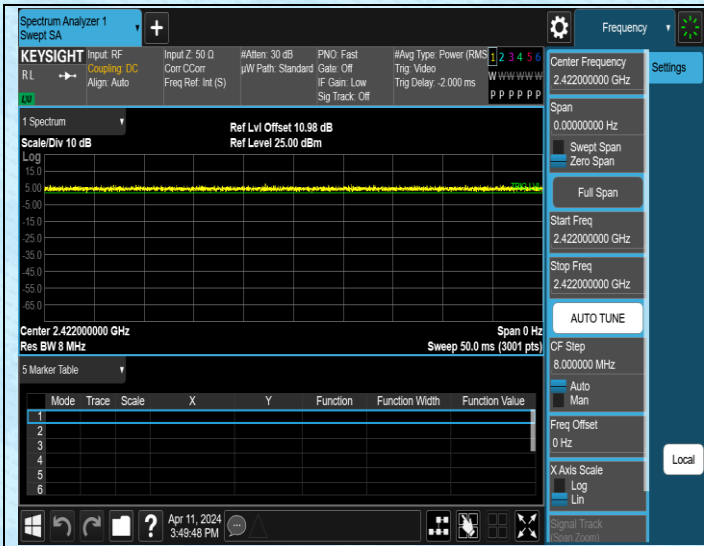 Spectrum Analyzer 1
Swept SA
Frequency
Settings
KEYSIGHT
RL
LXI
Input: RF
Coupling: DC
Align: Auto
Input Z: 50 Ω
Corr CCorr
Freq Ref: Int (S)
#Atten: 30 dB
µW Path: Standard
PNO: Fast
Gate: Off
IF Gain: Low
Sig Track: Off
#Avg Type: Power (RMS
Trig: Video
Trig Delay: -2.000 ms
1 2 3 4 5 6
W W W W W W
P P P P P P
1 Spectrum
Scale/Div 10 dB
Ref Lvl Offset 10.98 dB
Ref Level 25.00 dBm
Log
15.0
5.00
TRIG LVL
-5.00
-15.0
-25.0
-35.0
-45.0
-55.0
-65.0
Center 2.422000000 GHz
Span 0 Hz
Res BW 8 MHz
Sweep 50.0 ms (3001 pts)
5 Marker Table
Mode Trace Scale X Y Function Function Width Function Value
1
2
3
4
5
6
Apr 11, 2024
3:49:48 PM
Center Frequency
2.422000000 GHz
Span
0.00000000 Hz
Swept Span
Zero Span
Full Span
Start Freq
2.422000000 GHz
Stop Freq
2.422000000 GHz
AUTO TUNE
CF Step
8.000000 MHz
Auto
Man
Freq Offset
0 Hz
X Axis Scale
Log
Lin
Signal Track
(Span Zoom)
Local